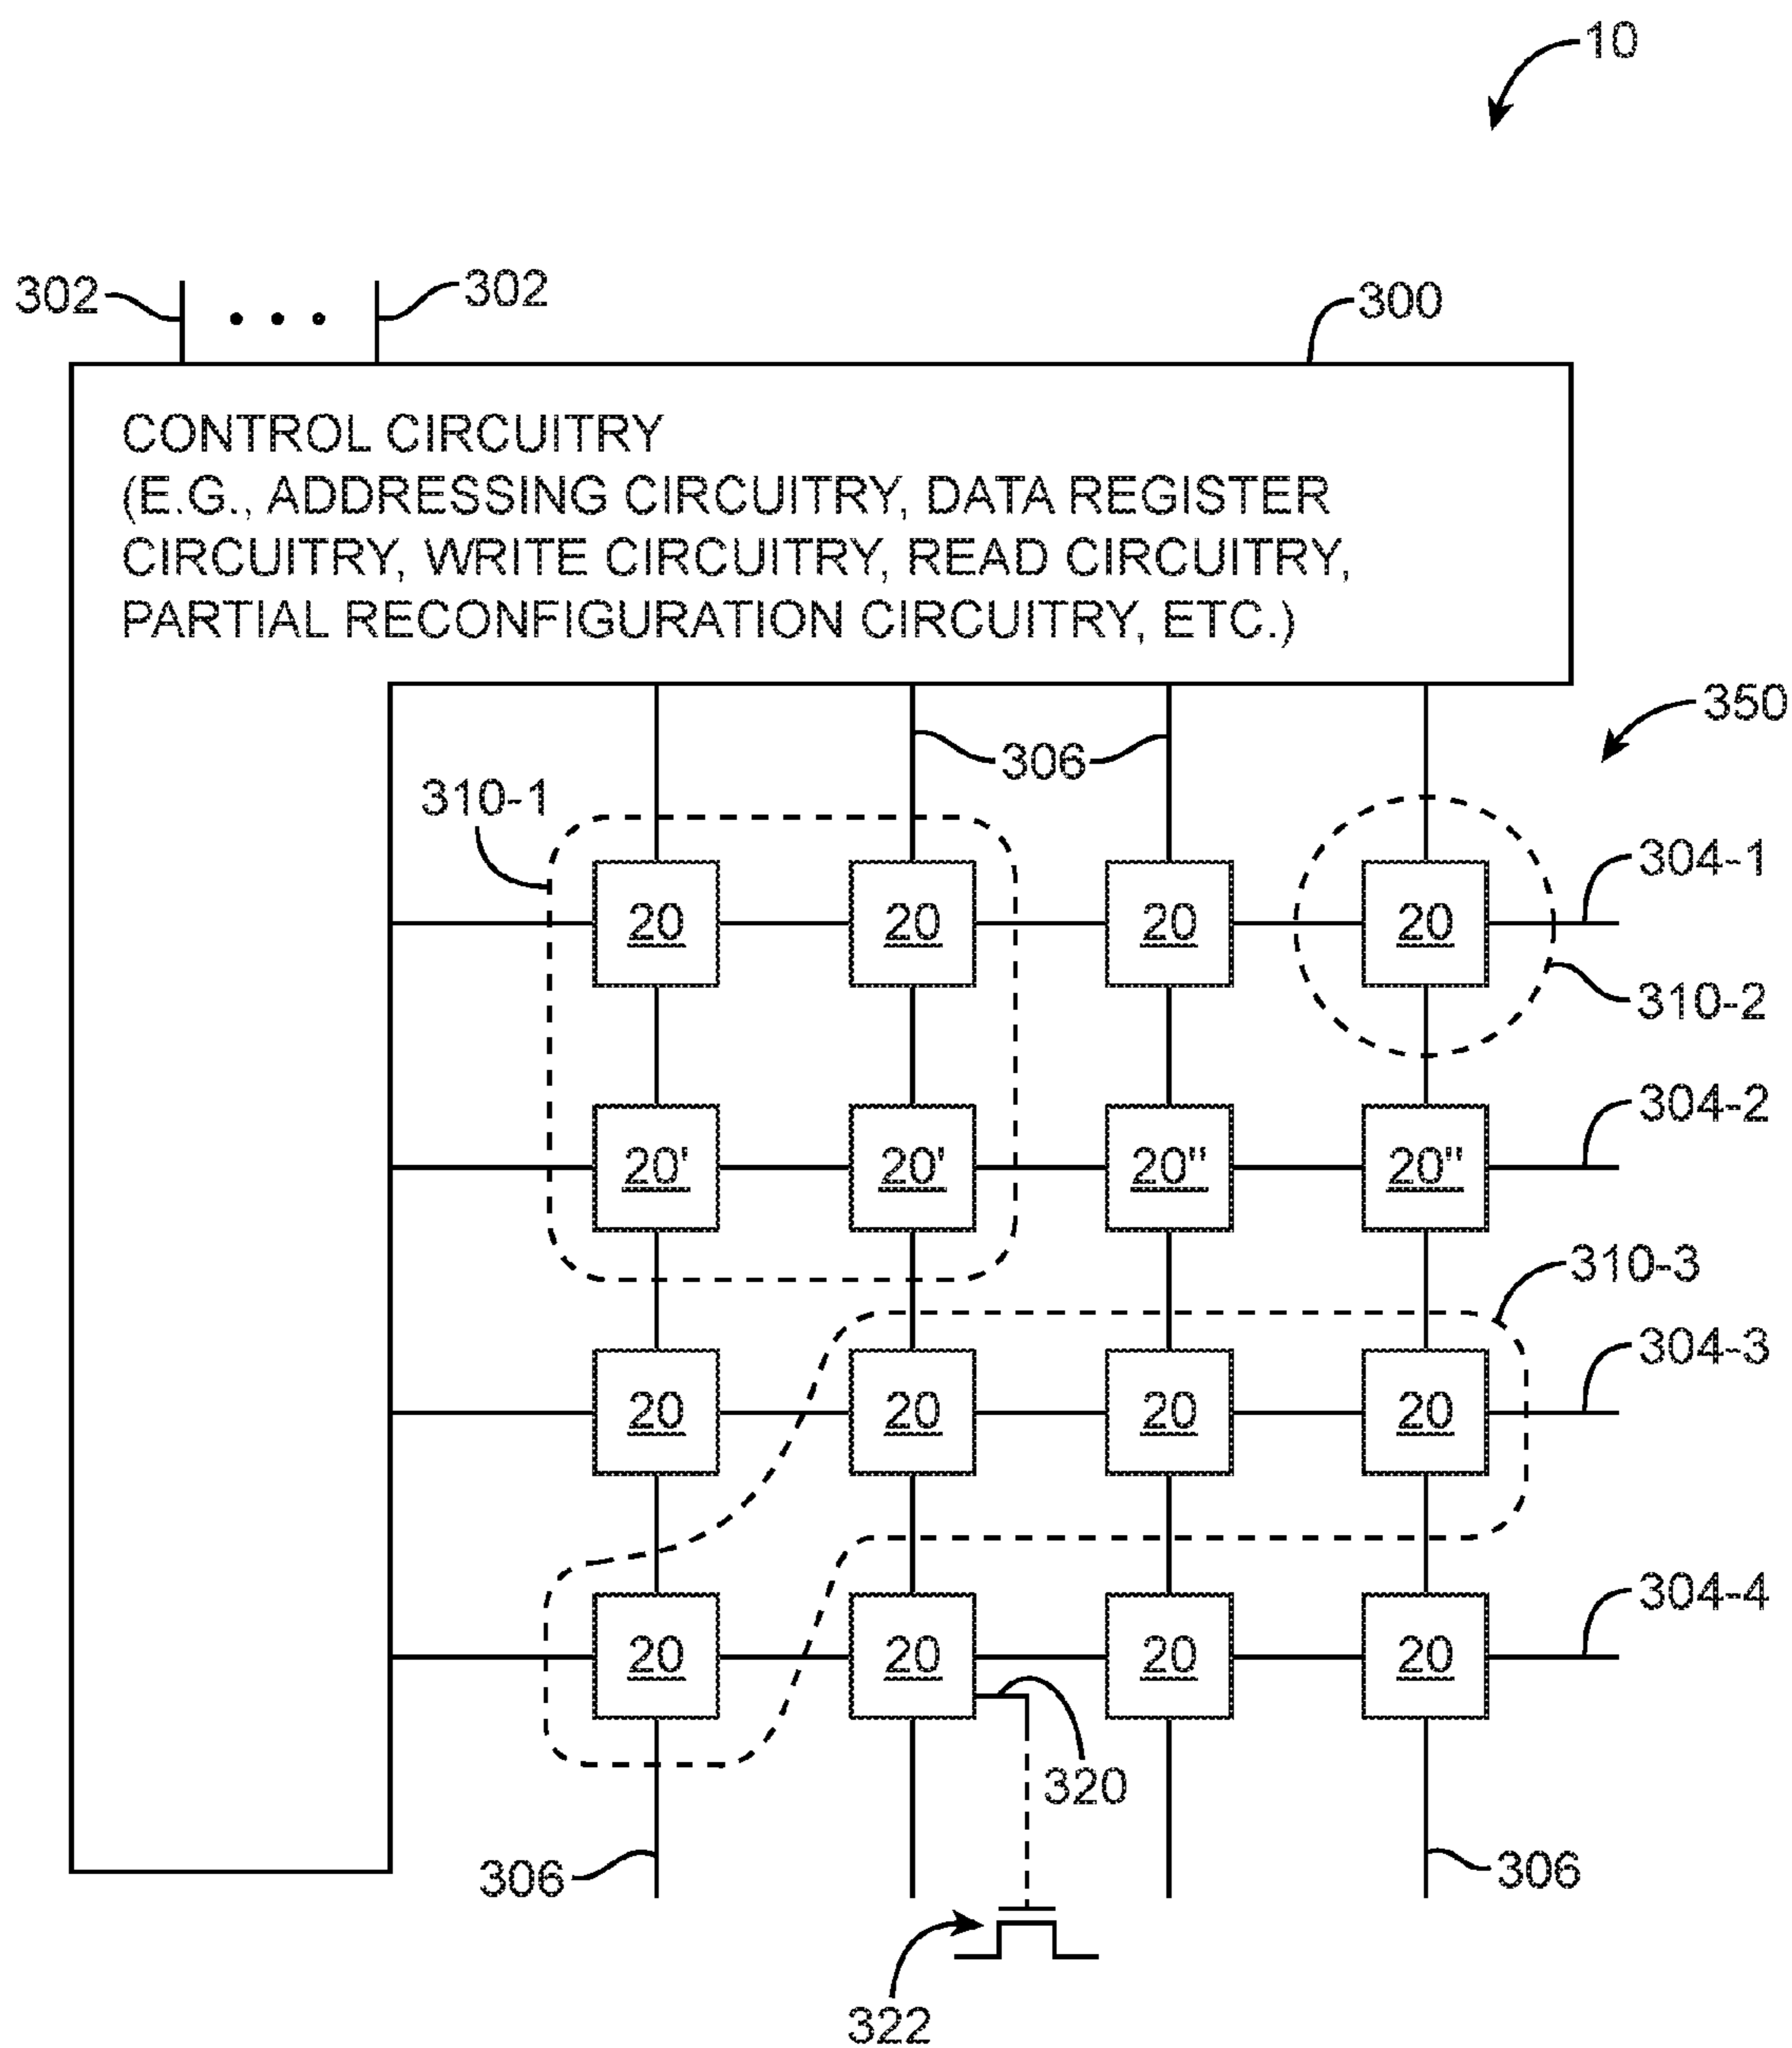 10
302
302
300
CONTROL CIRCUITRY
(E.G., ADDRESSING CIRCUITRY, DATA REGISTER
CIRCUITRY, WRITE CIRCUITRY, READ CIRCUITRY,
PARTIAL RECONFIGURATION CIRCUITRY, ETC.)
350
306
310-1
304-1
20 20 20 20
310-2
304-2
20' 20' 20" 20"
310-3
304-3
20 20 20 20
304-4
20 20 20 20
320
306
306
322